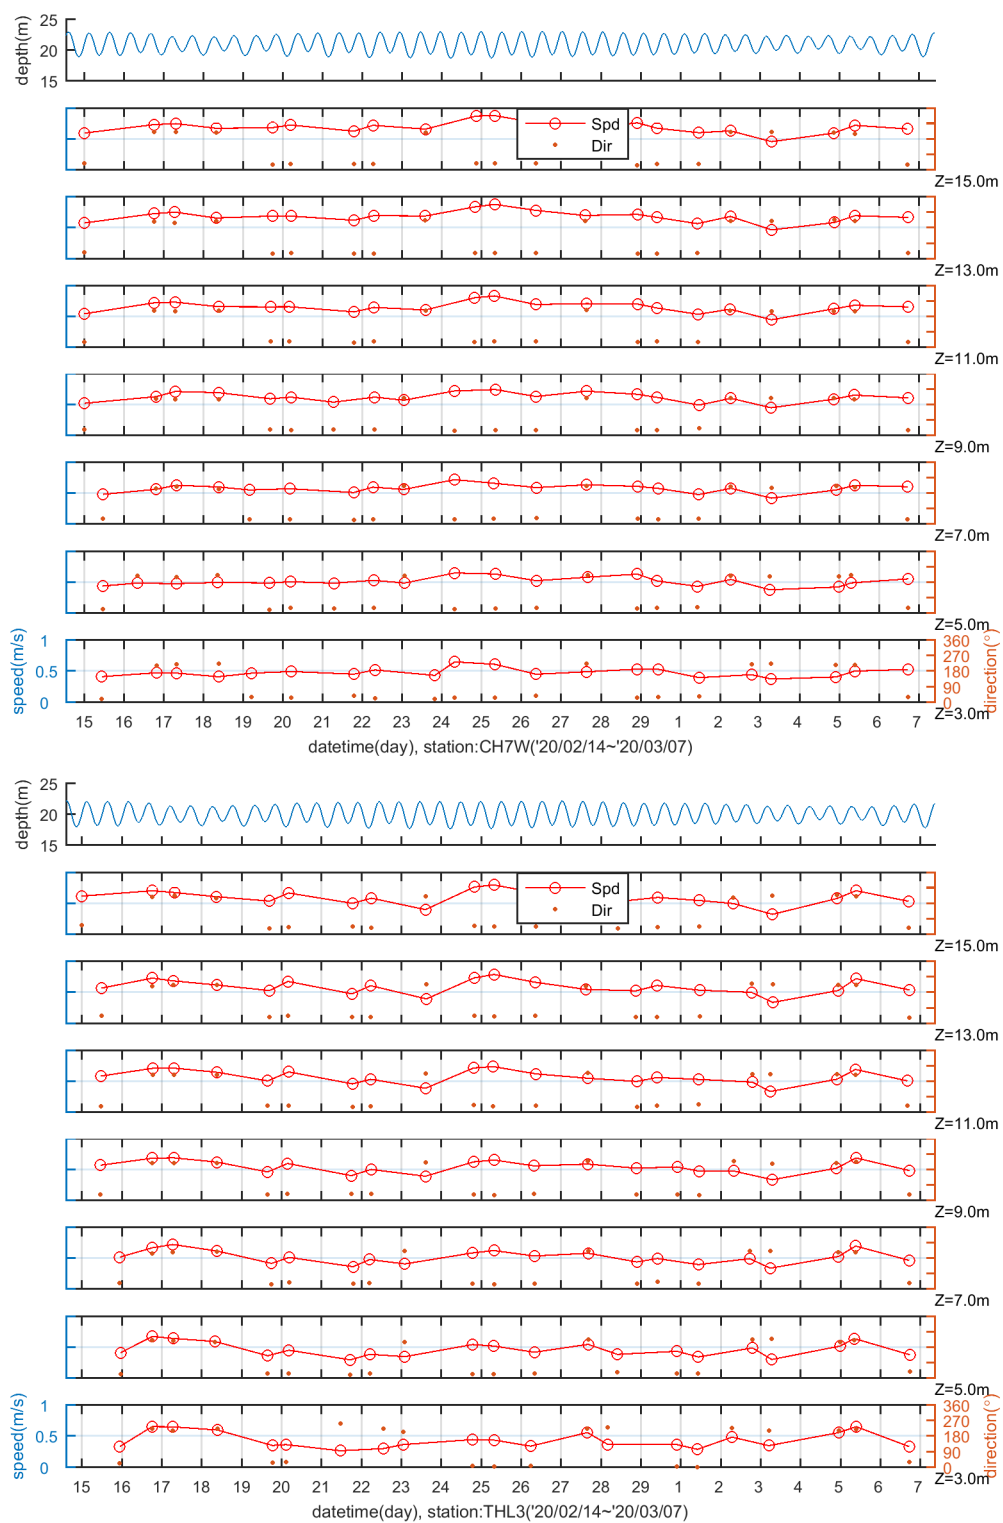 25
20
15
depth(m)
Spd
Dir
Z=15.0m
Z=13.0m
Z=11.0m
Z=9.0m
Z=7.0m
Z=5.0m
1
0.5
0
speed(m/s)
360
270
180
90
0
direction(°)
Z=3.0m
15 16 17 18 19 20 21 22 23 24 25 26 27 28 29 1 2 3 4 5 6 7
datetime(day), station:CH7W('20/02/14~'20/03/07)
25
20
15
depth(m)
Spd
Dir
Z=15.0m
Z=13.0m
Z=11.0m
Z=9.0m
Z=7.0m
Z=5.0m
1
0.5
0
speed(m/s)
360
270
180
90
0
direction(°)
Z=3.0m
15 16 17 18 19 20 21 22 23 24 25 26 27 28 29 1 2 3 4 5 6 7
datetime(day), station:THL3('20/02/14~'20/03/07)